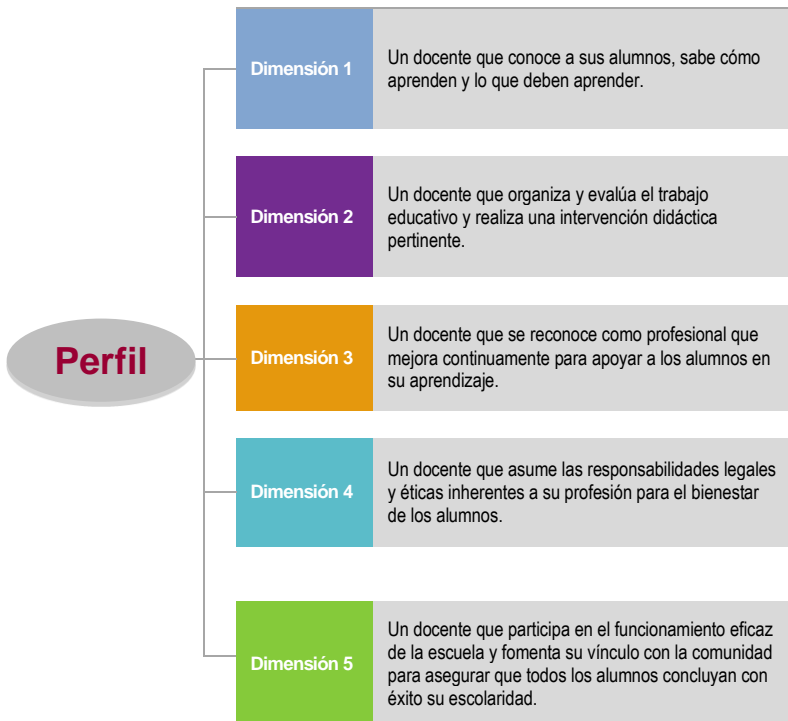 Perfil
Dimensión 1
Un docente que conoce a sus alumnos, sabe cómo
aprenden y lo que deben aprender.
Dimensión 2
Un docente que organiza y evalúa el trabajo
educativo y realiza una intervención didáctica
pertinente.
Dimensión 3
Un docente que se reconoce como profesional que
mejora continuamente para apoyar a los alumnos en
su aprendizaje.
Dimensión 4
Un docente que asume las responsabilidades legales
y éticas inherentes a su profesión para el bienestar
de los alumnos.
Dimensión 5
Un docente que participa en el funcionamiento eficaz
de la escuela y fomenta su vínculo con la comunidad
para asegurar que todos los alumnos concluyan con
éxito su escolaridad.